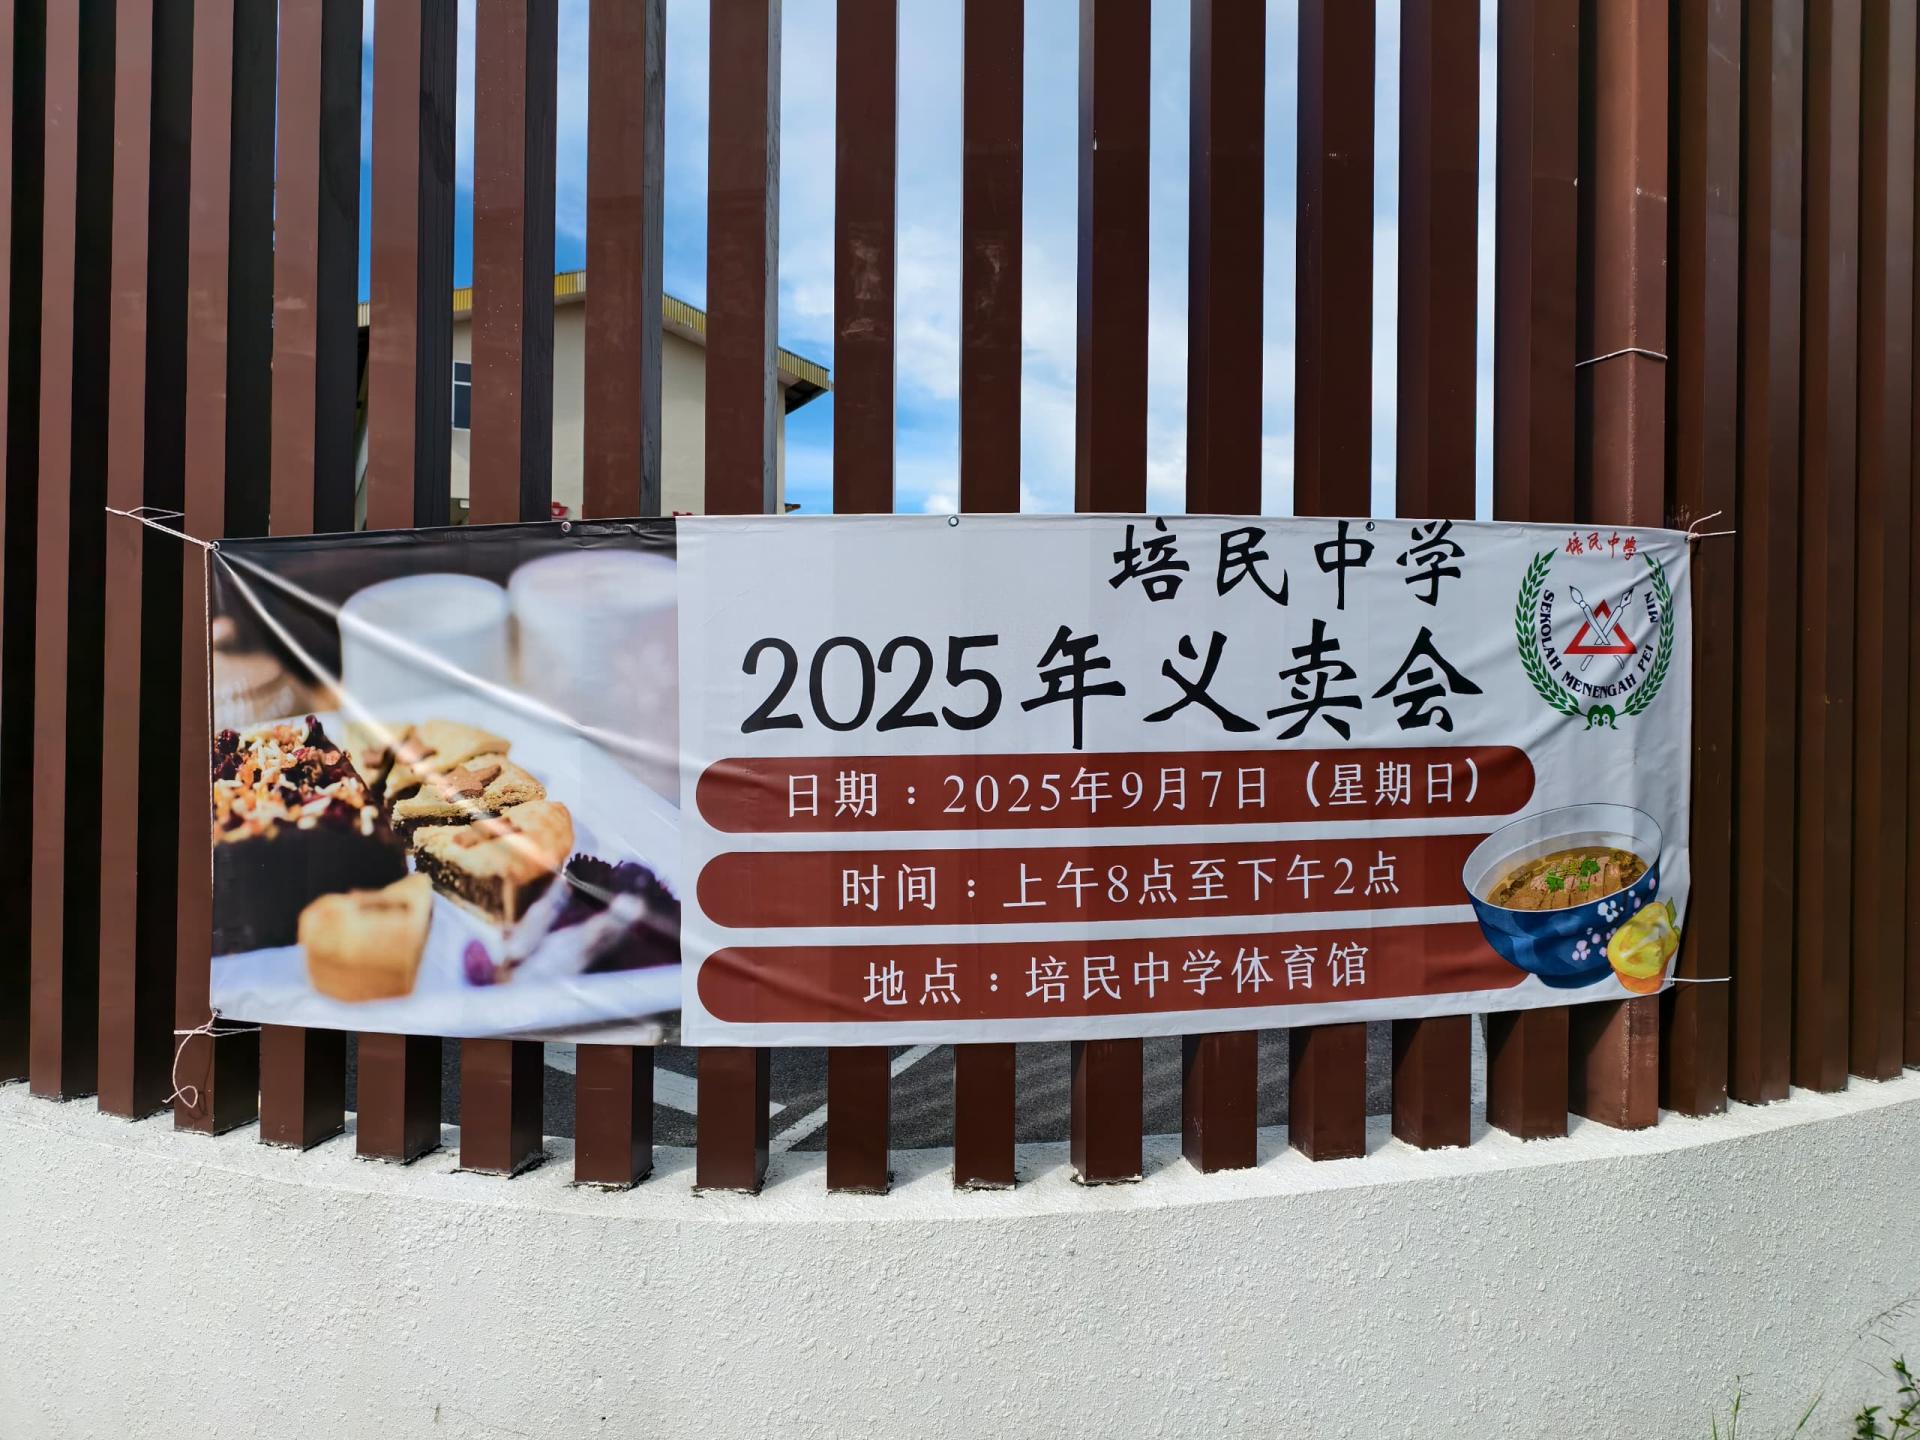 培民中学
2025年义卖会
日期：2025年9月7日（星期日）
时间：上午8点至下午2点
地点：培民中学体育馆
培民中学
SEKOLAH MENENGAH PEI MIN